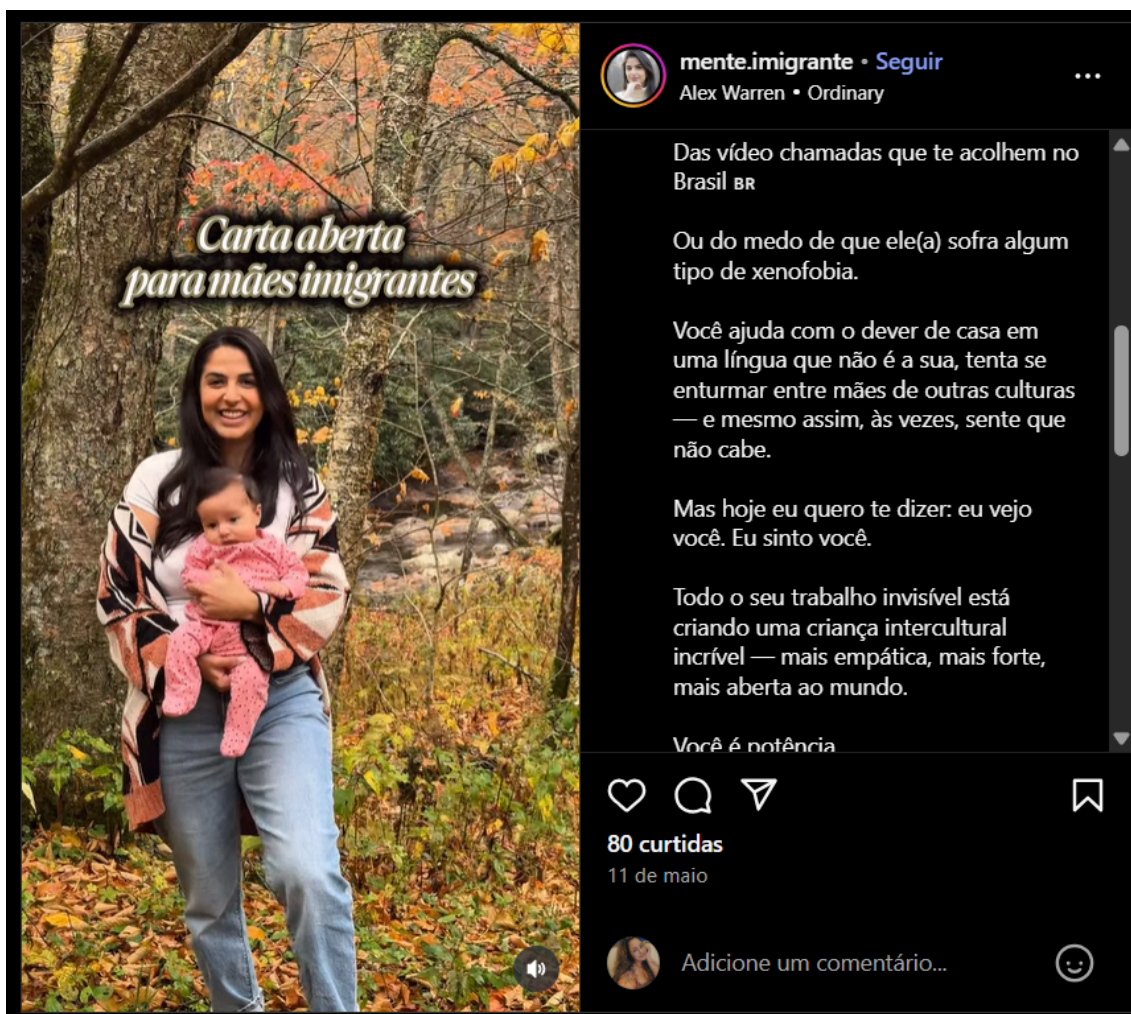 Carta aberta
para mães imigrantes
mente.imigrante • Seguir
Alex Warren • Ordinary
Das vídeo chamadas que te acolhem no
Brasil 🇧🇷
Ou do medo de que ele(a) sofra algum
tipo de xenofobia.
Você ajuda com o dever de casa em
uma língua que não é a sua, tenta se
enturmar entre mães de outras culturas
— e mesmo assim, às vezes, sente que
não cabe.
Mas hoje eu quero te dizer: eu vejo
você. Eu sinto você.
Todo o seu trabalho invisível está
criando uma criança intercultural
incrível — mais empática, mais forte,
mais aberta ao mundo.
Você é potência
80 curtidas
11 de maio
Adicione um comentário...